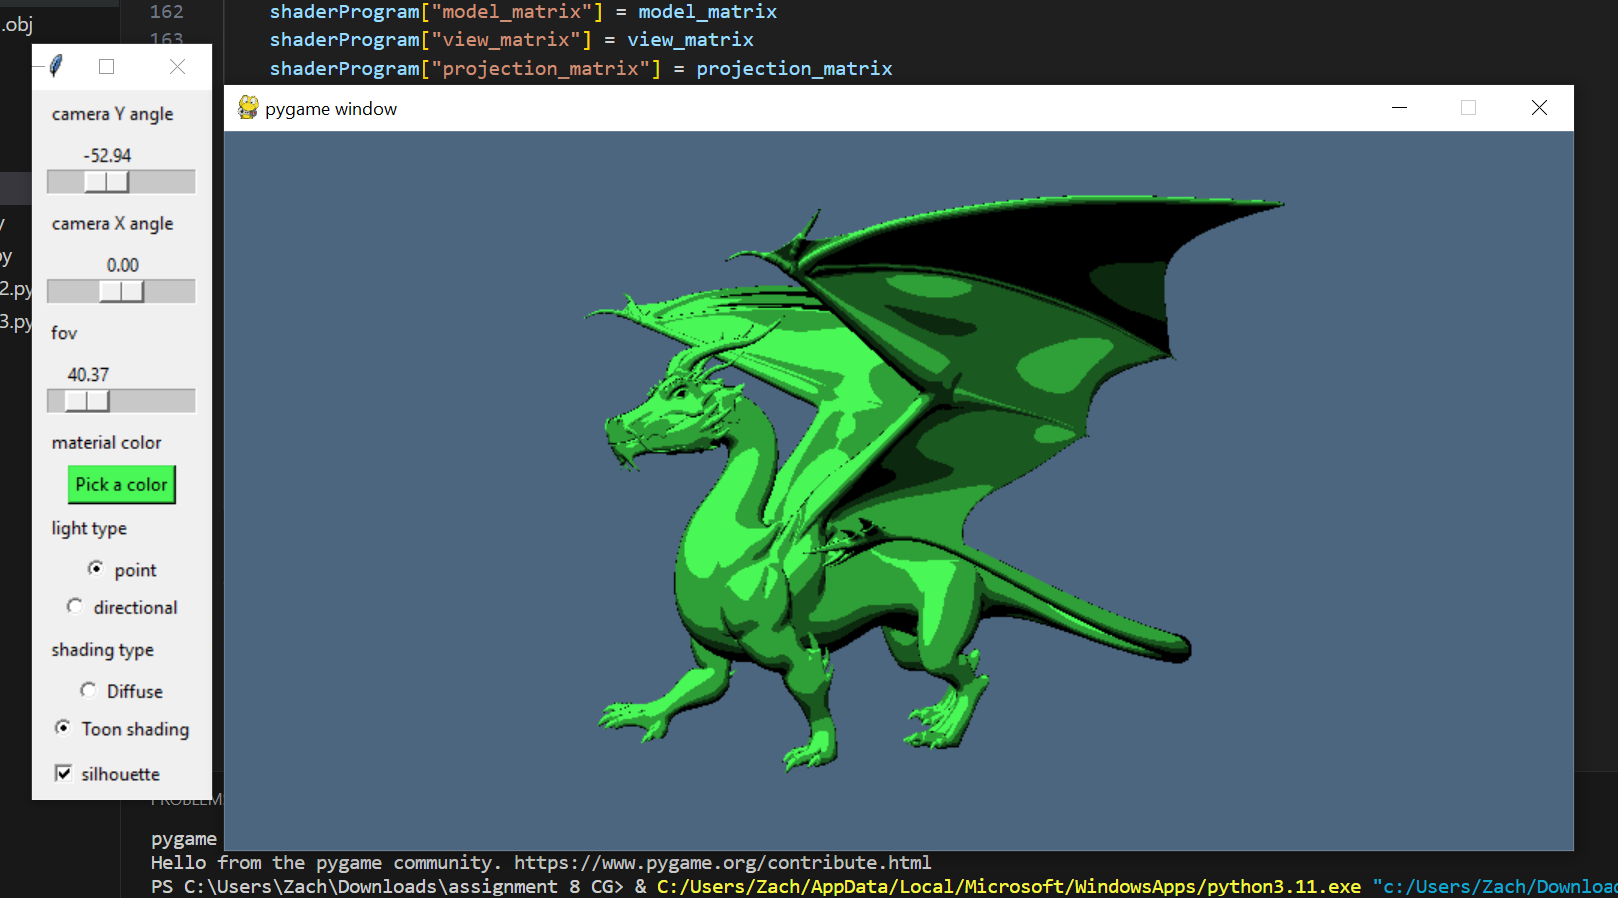 .obj
162 shaderProgram["model_matrix"] = model_matrix
163 shaderProgram["view_matrix"] = view_matrix
shaderProgram["projection_matrix"] = projection_matrix
camera Y angle
-52.94
camera X angle
0.00
fov
40.37
material color
Pick a color
light type
point
directional
shading type
Diffuse
Toon shading
silhouette
pygame window
2.py
3.py
pygame
Hello from the pygame community. https://www.pygame.org/contribute.html
PS C:\Users\Zach\Downloads\assignment 8 CG> & C:/Users/Zach/AppData/Local/Microsoft/WindowsApps/python3.11.exe "c:/Users/Zach/Downloa